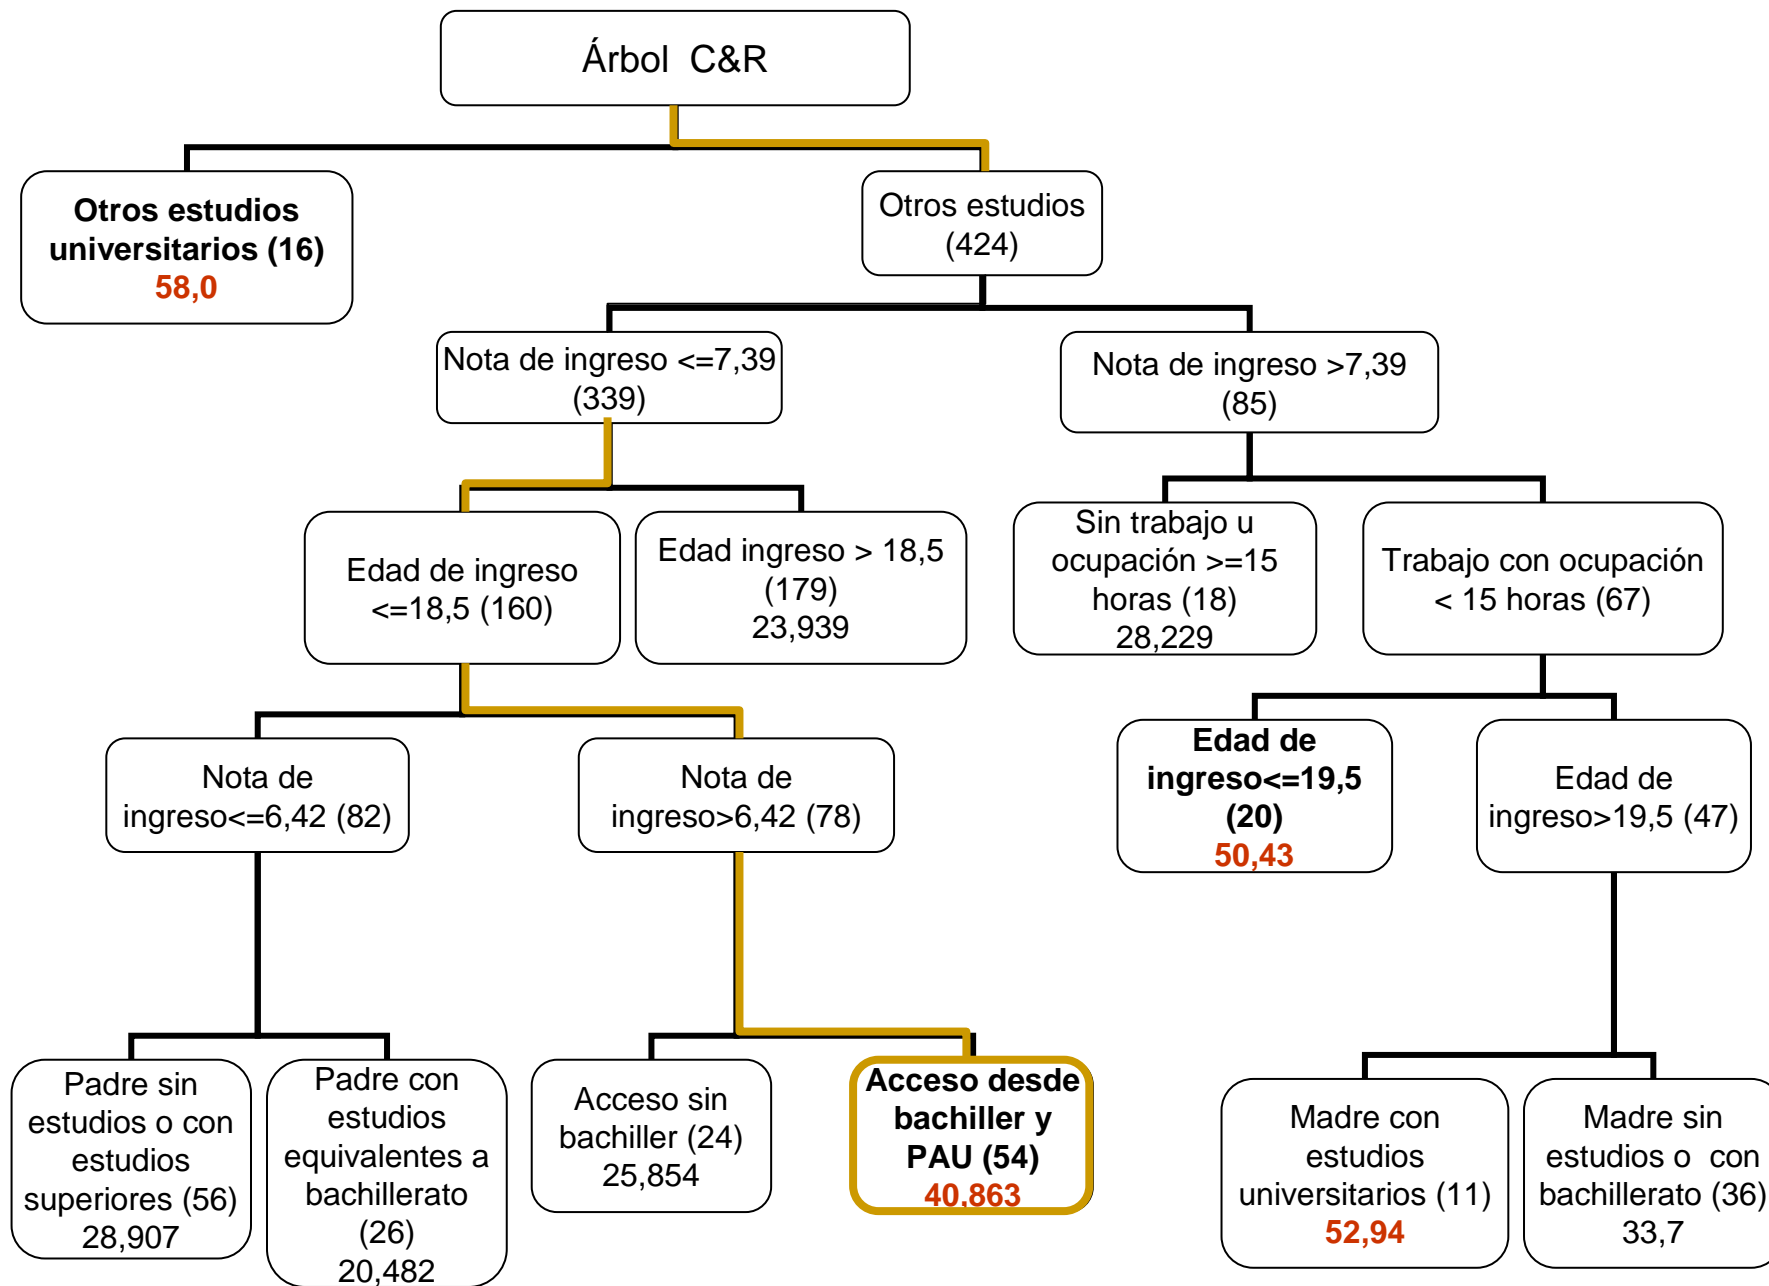 Árbol  C&R
Otros estudios
universitarios (16)
58,0
Otros estudios
(424)
Nota de ingreso <=7,39
(339)
Nota de ingreso >7,39
(85)
Edad de ingreso
<=18,5 (160)
Edad ingreso > 18,5
(179)
23,939
Sin trabajo u
ocupación >=15
horas (18)
28,229
Trabajo con ocupación
< 15 horas (67)
Nota de
ingreso<=6,42 (82)
Nota de
ingreso>6,42 (78)
Edad de
ingreso<=19,5
(20)
50,43
Edad de
ingreso>19,5 (47)
Padre sin
estudios o con
estudios
superiores (56)
28,907
Padre con
estudios
equivalentes a
bachillerato
(26)
20,482
Acceso sin
bachiller (24)
25,854
Acceso desde
bachiller y
PAU (54)
40,863
Madre con
estudios
universitarios (11)
52,94
Madre sin
estudios o  con
bachillerato (36)
33,7